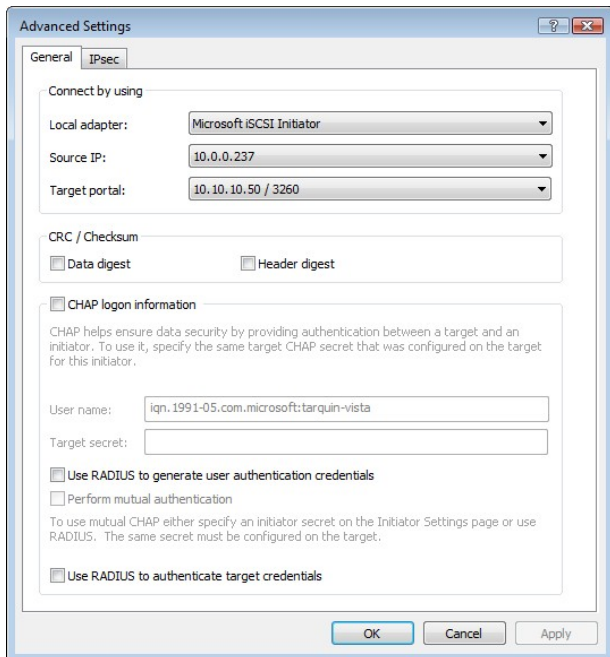 Advanced Settings
General
IPsec
Connect by using
Local adapter:
Microsoft iSCSI Initiator
Source IP:
10.0.0.237
Target portal:
10.10.10.50 / 3260
CRC / Checksum
Data digest
Header digest
CHAP logon information
CHAP helps ensure data security by providing authentication between a target and an
initiator. To use it, specify the same target CHAP secret that was configured on the target
for this initiator.
User name:
iqn.1991-05.com.microsoft:tarquin-vista
Target secret:
Use RADIUS to generate user authentication credentials
Perform mutual authentication
To use mutual CHAP either specify an initiator secret on the Initiator Settings page or use
RADIUS. The same secret must be configured on the target.
Use RADIUS to authenticate target credentials
OK
Cancel
Apply